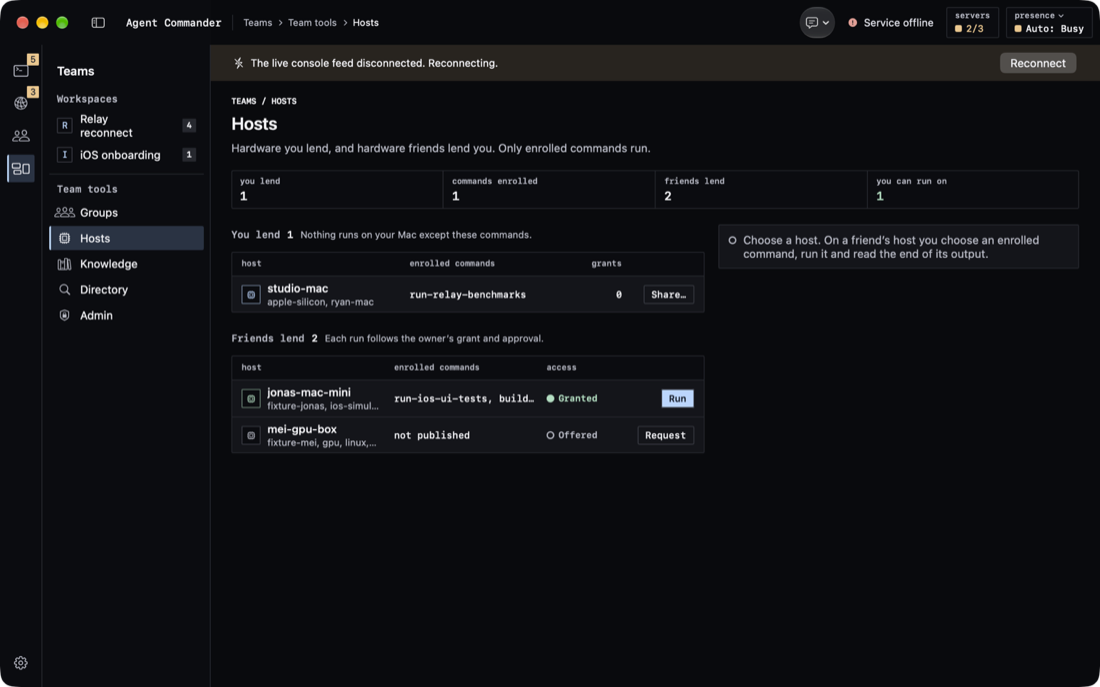 Agent Commander
Teams > Team tools > Hosts
Service offline
servers
2/3
presence
Auto: Busy
5
3
Teams
Workspaces
R
Relay reconnect
4
I
iOS onboarding
1
Team tools
Groups
Hosts
Knowledge
Directory
Admin
The live console feed disconnected. Reconnecting.
Reconnect
TEAMS / HOSTS
Hosts
Hardware you lend, and hardware friends lend you. Only enrolled commands run.
you lend
1
commands enrolled
1
friends lend
2
you can run on
1
You lend 1 Nothing runs on your Mac except these commands.
host enrolled commands grants
studio-mac
apple-silicon, ryan-mac
run-relay-benchmarks
0
Share…
Friends lend 2 Each run follows the owner's grant and approval.
host enrolled commands access
jonas-mac-mini
fixture-jonas, ios-simul…
run-ios-ui-tests, build…
Granted
Run
mei-gpu-box
fixture-mei, gpu, linux,…
not published
Offered
Request
Choose a host. On a friend's host you choose an enrolled
command, run it and read the end of its output.